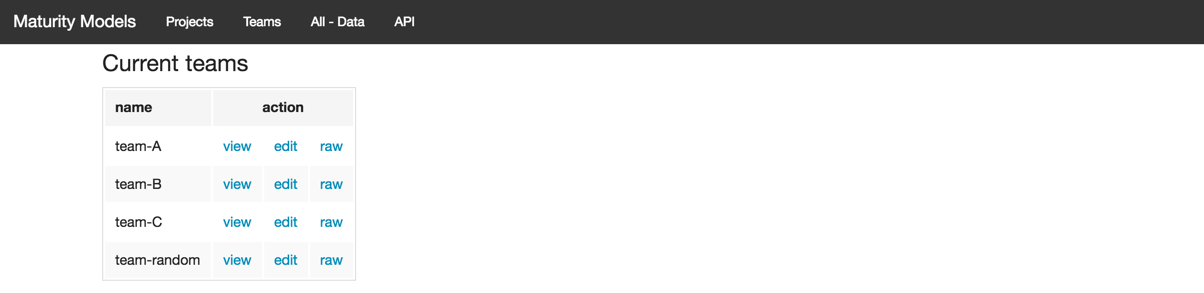 Maturity Models Projects Teams All - Data API
Current teams
name action
team-A view edit raw
team-B view edit raw
team-C view edit raw
team-random view edit raw